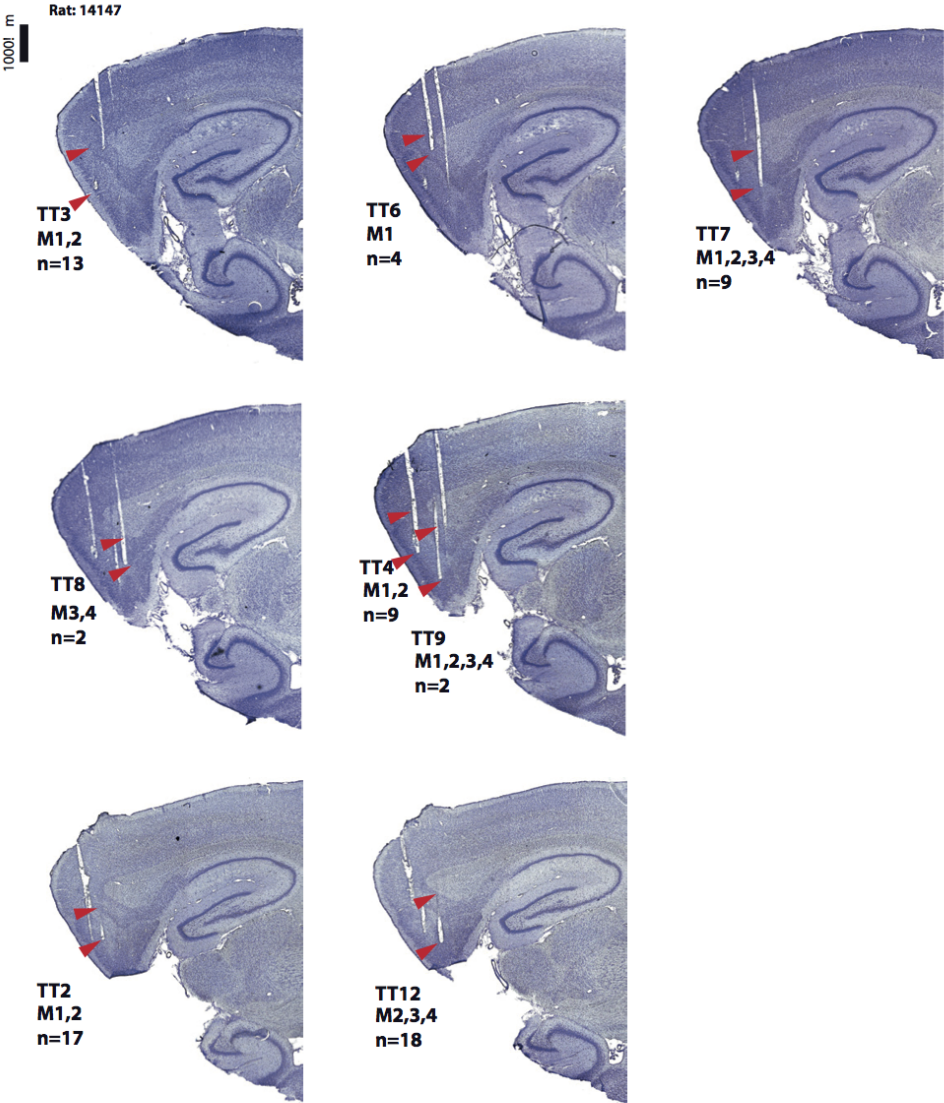 Rat: 14147
1000! m
TT3
M1,2
n=13
TT6
M1
n=4
TT7
M1,2,3,4
n=9
TT8
M3,4
n=2
TT4
M1,2
n=9
TT9
M1,2,3,4
n=2
TT2
M1,2
n=17
TT12
M2,3,4
n=18